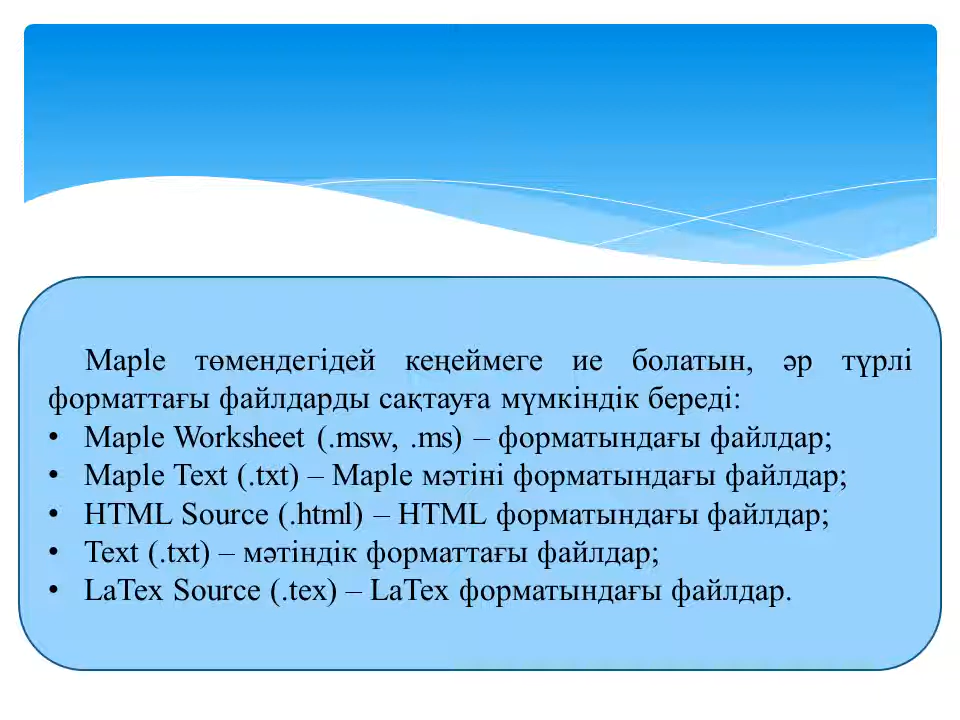 Maple төмендегідей кеңеймеге ие болатын, әр түрлі
форматтағы файлдарды сақтауға мүмкіндік береді:
• Maple Worksheet (.msw, .ms) – форматындағы файлдар;
• Maple Text (.txt) – Maple мәтіні форматындағы файлдар;
• HTML Source (.html) – HTML форматындағы файлдар;
• Text (.txt) – мәтіндік форматтағы файлдар;
• LaTex Source (.tex) – LaTex форматындағы файлдар.